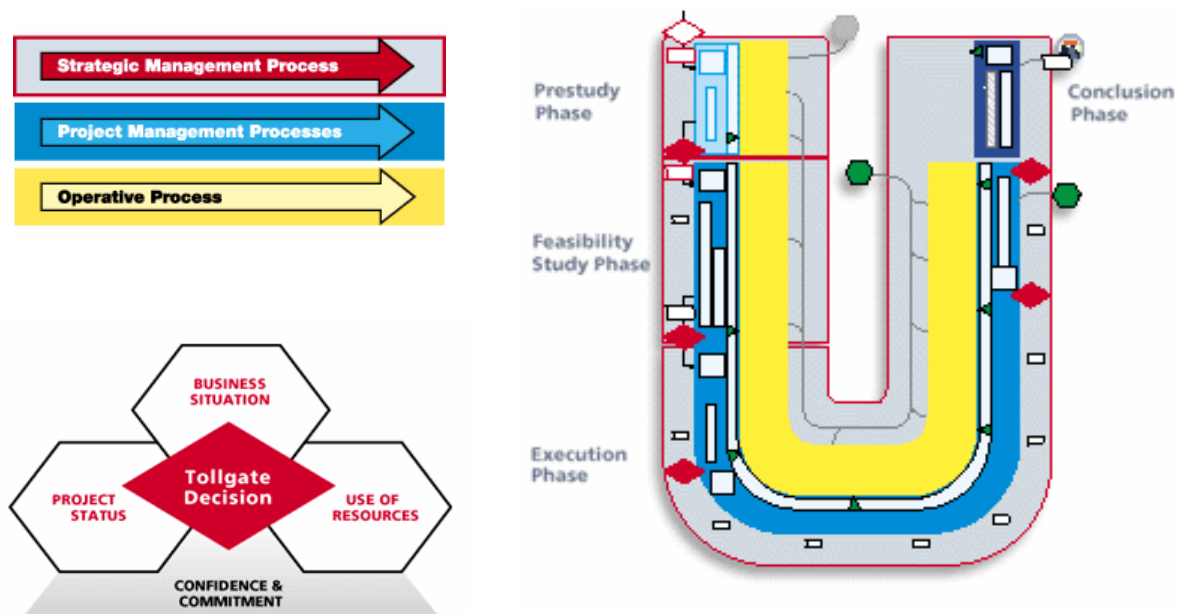 Strategic Management Process
Project Management Processes
Operative Process
BUSINESS
SITUATION
Tollgate
Decision
PROJECT
STATUS
USE OF
RESOURCES
CONFIDENCE &
COMMITMENT
Prestudy
Phase
Feasibility
Study Phase
Execution
Phase
Conclusion
Phase